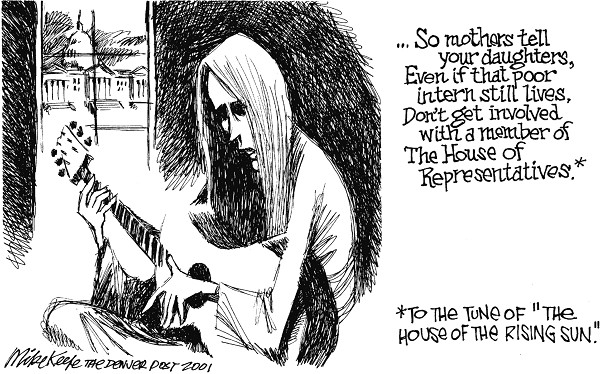 ... So mothers tell
your daughters,
Even if that poor
intern still lives,
Don't get involved
with a member of
The House of
Representatives.*
*TO THE TUNE OF "THE
HOUSE OF THE RISING SUN."
Mike Keefe THE DENVER POST 2001